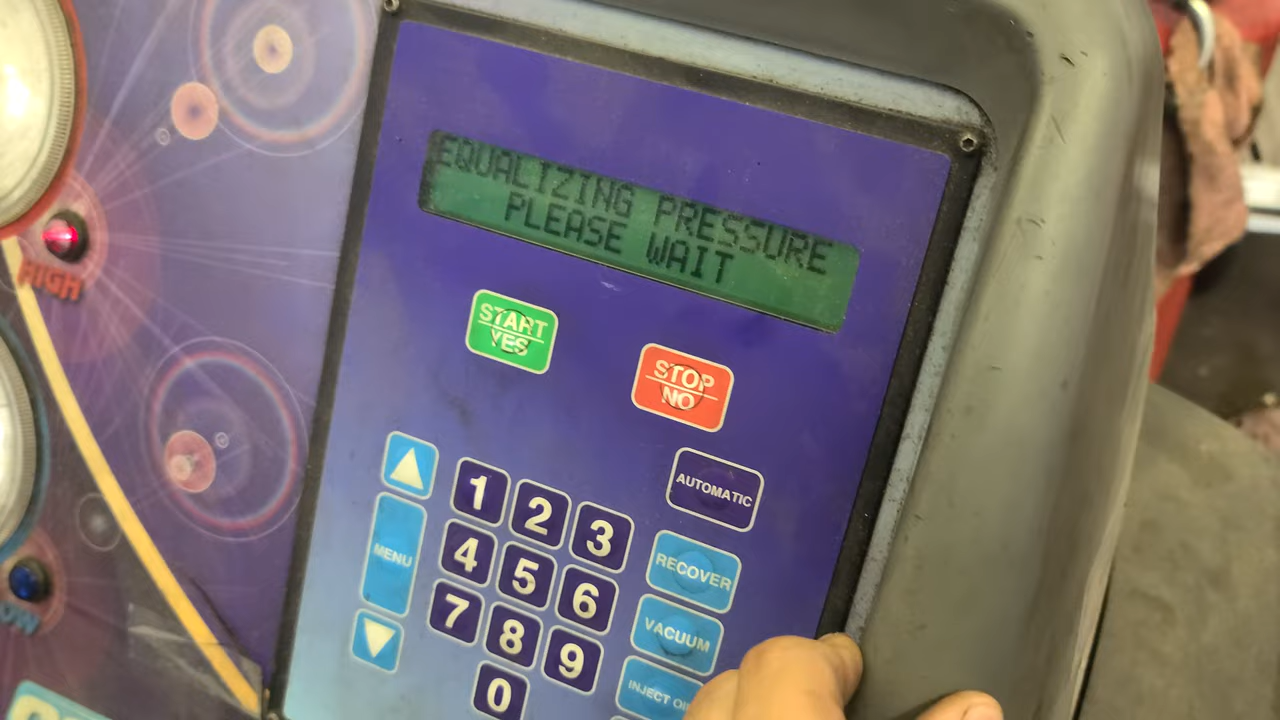 EQUALIZING PRESSURE
PLEASE WAIT
START
YES
STOP
NO
HIGH
AUTOMATIC
1 2 3
MENU
4 5 6
RECOVER
7 8 9
VACUUM
0
INJECT OIL
LOW